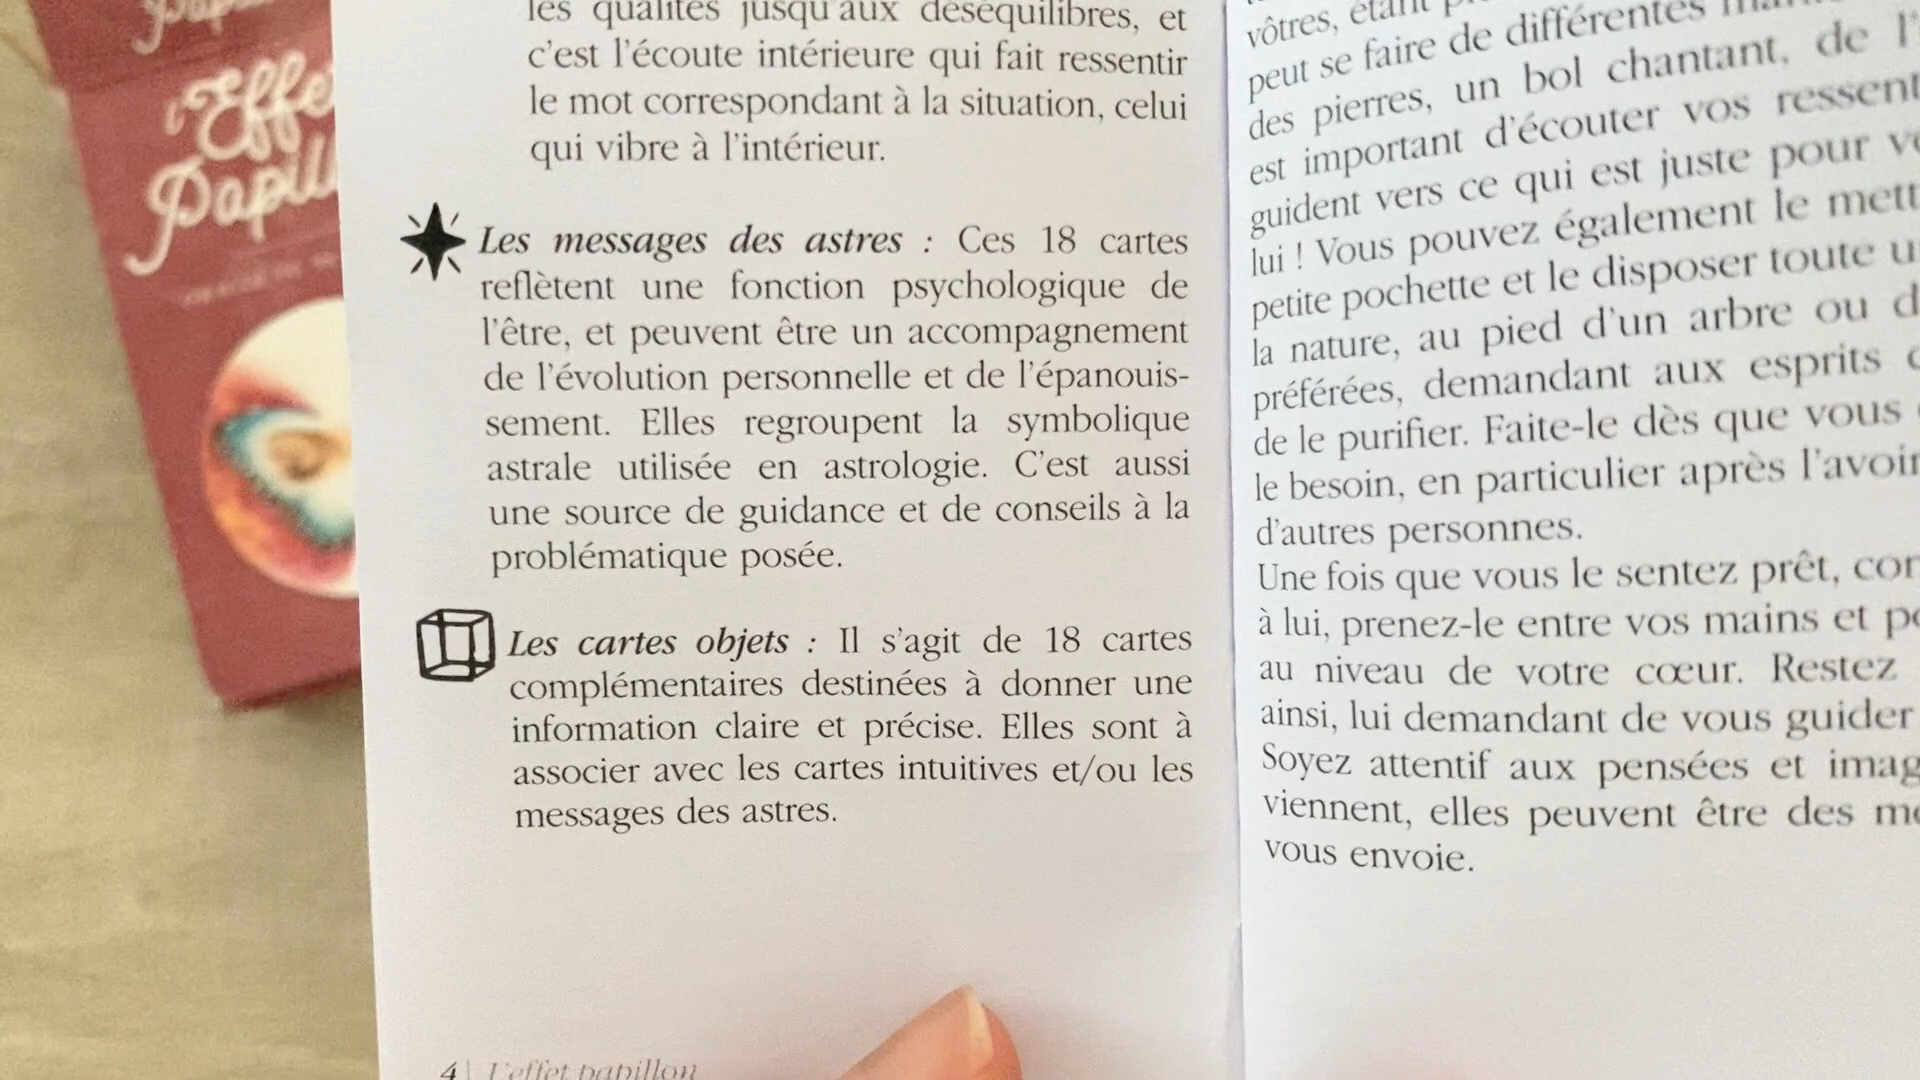 l'Effe
Papill
les qualités jusqu'aux déséquilibres, et
c'est l'écoute intérieure qui fait ressentir
le mot correspondant à la situation, celui
qui vibre à l'intérieur.
Les messages des astres : Ces 18 cartes
reflètent une fonction psychologique de
l'être, et peuvent être un accompagnement
de l'évolution personnelle et de l'épanouis-
sement. Elles regroupent la symbolique
astrale utilisée en astrologie. C'est aussi
une source de guidance et de conseils à la
problématique posée.
Les cartes objets : Il s'agit de 18 cartes
complémentaires destinées à donner une
information claire et précise. Elles sont à
associer avec les cartes intuitives et/ou les
messages des astres.
4 | L'effet papillon
vôtres, étant
peut se faire de différentes
des pierres, un bol chantant, de l'
est important d'écouter vos ressent
guident vers ce qui est juste pour
lui ! Vous pouvez également le mett
petite pochette et le disposer toute
la nature, au pied d'un arbre ou d
préférées, demandant aux esprits
de le purifier. Faite-le dès que vous
le besoin, en particulier après l'avoir
d'autres personnes.
Une fois que vous le sentez prêt, con
à lui, prenez-le entre vos mains et
au niveau de votre cœur. Restez
ainsi, lui demandant de vous guider
Soyez attentif aux pensées et imag
viennent, elles peuvent être des
vous envoie.